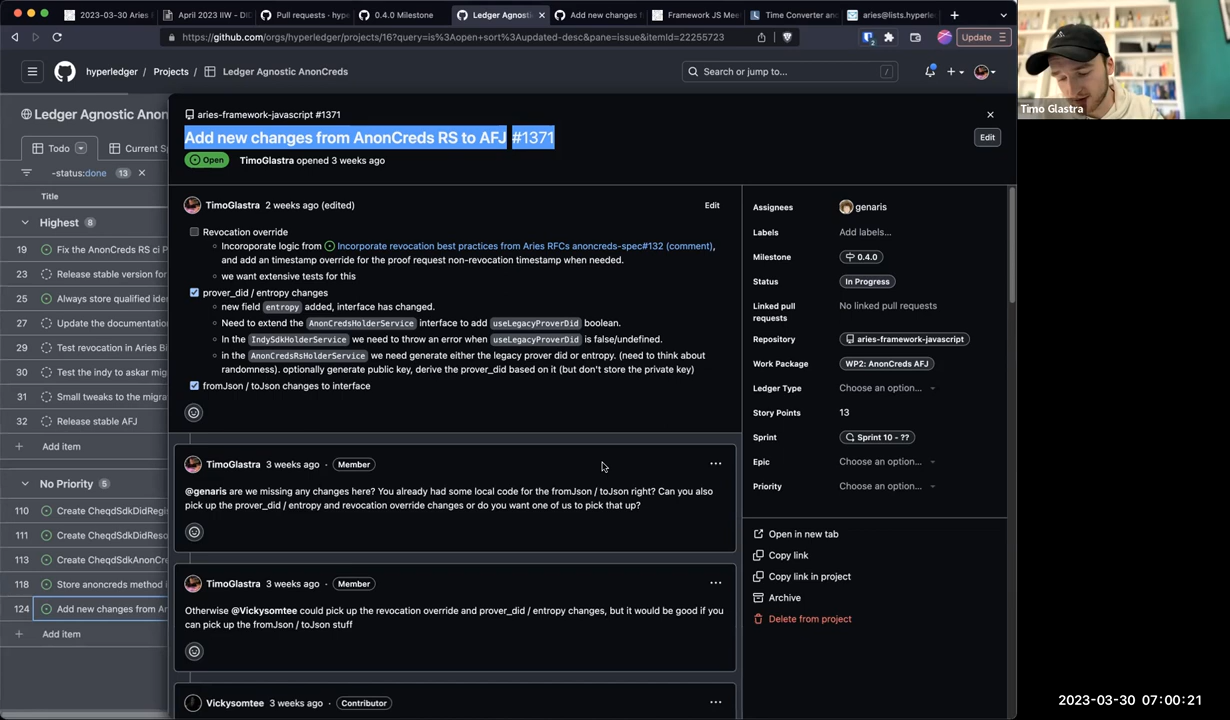 2023-03-30 Aries
April 2023 IIW - DID
Pull requests · hype
0.4.0 Milestone
Ledger Agnosti
Add new changes f
Framework JS Mee
Time Converter and
aries@lists.hyperled
https://github.com/orgs/hyperledger/projects/16?query=is%3Aopen+sort%3Aupdated-desc&pane=issue&itemId=22255723
2
Update
hyperledger / Projects / Ledger Agnostic AnonCreds
Search or jump to...
/
Ledger Agnostic Anon
Todo
Current Sp
-status:done
13
Title
Highest 8
19 Fix the AnonCreds RS ci P
23 Release stable version for
25 Always store qualified ide
27 Update the documentatio
29 Test revocation in Aries Bi
30 Test the indy to askar mig
31 Small tweaks to the migra
32 Release stable AFJ
Add item
No Priority 5
110 Create CheqdSdkDidRegis
111 Create CheqdSdkDidReso
113 Create CheqdSdkAnonCre
118 Store anoncreds method i
124 Add new changes from Ar
Add item
aries-framework-javascript #1371
Add new changes from AnonCreds RS to AFJ #1371
Edit
Open
TimoGlastra opened 3 weeks ago
TimoGlastra 2 weeks ago (edited)
Edit
Revocation override
Incoroporate logic from Incorporate revocation best practices from Aries RFCs anoncreds-spec#132 (comment),
and add an timestamp override for the proof request non-revocation timestamp when needed.
we want extensive tests for this
prover_did / entropy changes
new field entropy added, interface has changed.
Need to extend the AnonCredsHolderService interface to add useLegacyProverDid boolean.
In the IndySdkHolderService we need to throw an error when useLegacyProverDid is false/undefined.
in the AnonCredsRsHolderService we need generate either the legacy prover did or entropy. (need to think about
randomness). optionally generate public key, derive the prover_did based on it (but don't store the private key)
fromJson / toJson changes to interface
TimoGlastra 3 weeks ago · Member
@genaris are we missing any changes here? You already had some local code for the fromJson / toJson right? Can you also
pick up the prover_did / entropy and revocation override changes or do you want one of us to pick that up?
TimoGlastra 3 weeks ago · Member
Otherwise @Vickysomtee could pick up the revocation override and prover_did / entropy changes, but it would be good if you
can pick up the fromJson / toJson stuff
Vickysomtee 3 weeks ago · Contributor
Assignees genaris
Labels Add labels...
Milestone 0.4.0
Status In Progress
Linked pull
requests
No linked pull requests
Repository aries-framework-javascript
Work Package WP2: AnonCreds AFJ
Ledger Type Choose an option...
Story Points 13
Sprint Sprint 10 - ??
Epic Choose an option...
Priority Choose an option...
Open in new tab
Copy link
Copy link in project
Archive
Delete from project
Timo Glastra
2023-03-30 07:00:21